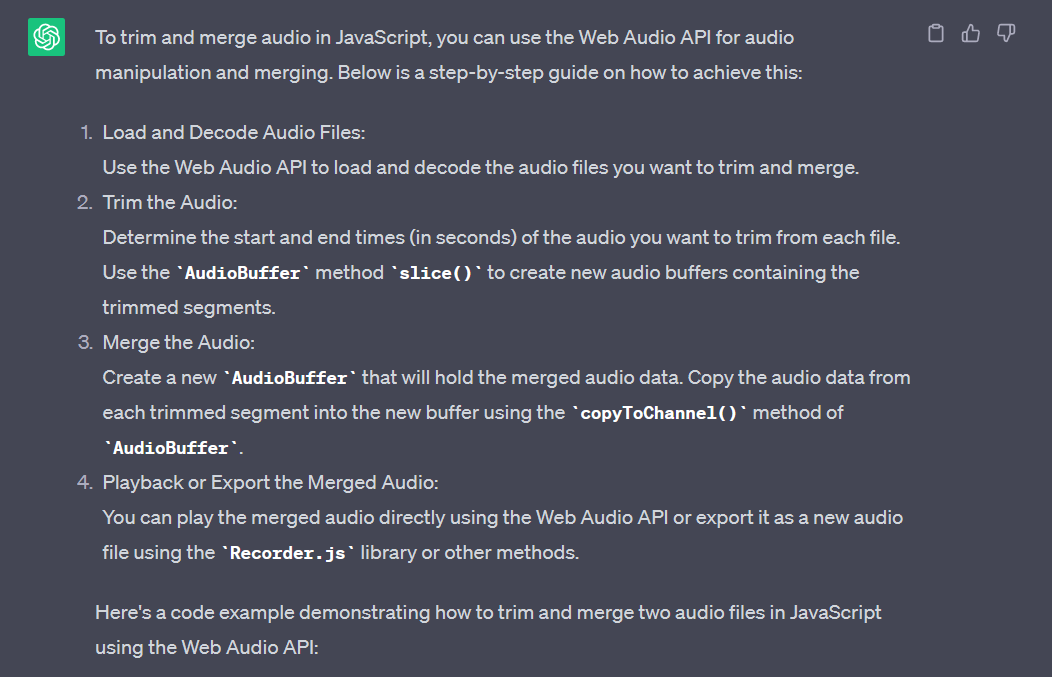 To trim and merge audio in JavaScript, you can use the Web Audio API for audio
manipulation and merging. Below is a step-by-step guide on how to achieve this:
1. Load and Decode Audio Files:
Use the Web Audio API to load and decode the audio files you want to trim and merge.
2. Trim the Audio:
Determine the start and end times (in seconds) of the audio you want to trim from each file.
Use the `AudioBuffer` method `slice()` to create new audio buffers containing the
trimmed segments.
3. Merge the Audio:
Create a new `AudioBuffer` that will hold the merged audio data. Copy the audio data from
each trimmed segment into the new buffer using the `copyToChannel()` method of
`AudioBuffer`.
4. Playback or Export the Merged Audio:
You can play the merged audio directly using the Web Audio API or export it as a new audio
file using the `Recorder.js` library or other methods.
Here's a code example demonstrating how to trim and merge two audio files in JavaScript
using the Web Audio API: